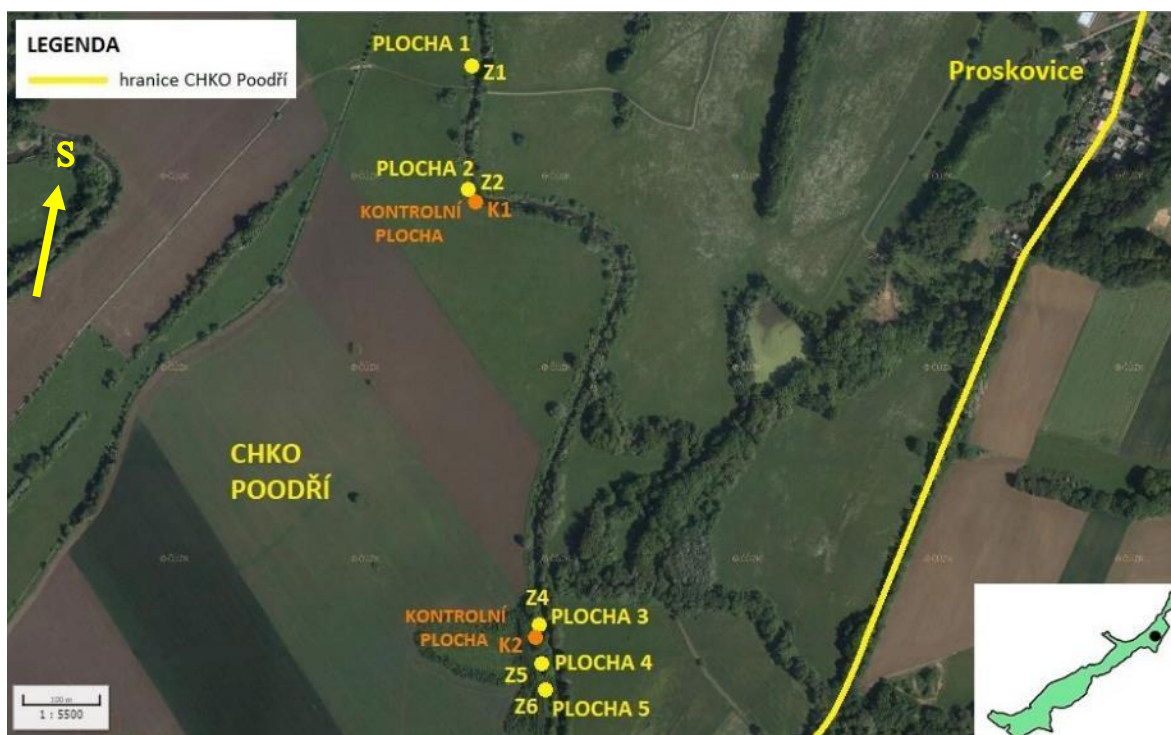 LEGENDA
hranice CHKO Poodří
S
PLOCHA 1
Z1
Proskovice
PLOCHA 2
Z2
KONTROLNÍ
PLOCHA
K1
CHKO
POODŘÍ
Z4
PLOCHA 3
KONTROLNÍ
PLOCHA
K2
PLOCHA 4
Z5
Z6
PLOCHA 5
100 m
1 : 5500